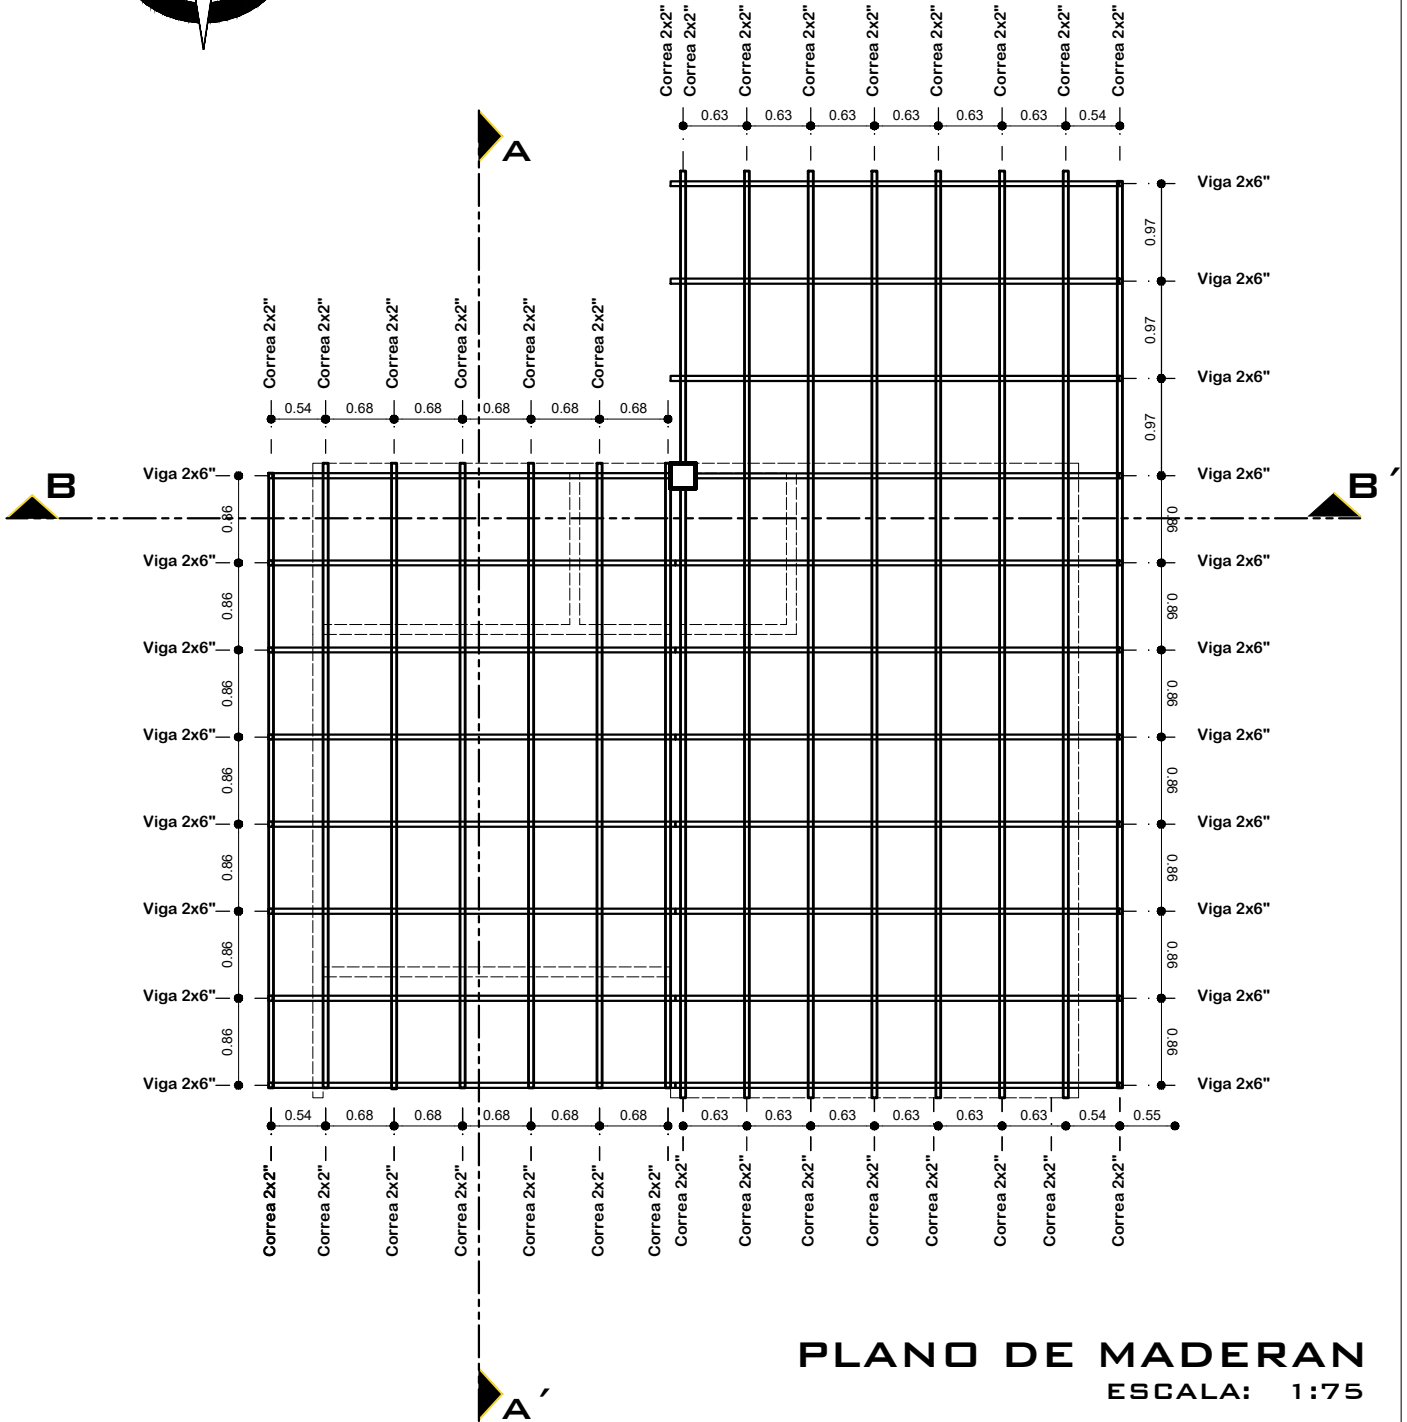 Correa 2x2" Correa 2x2" Correa 2x2" Correa 2x2" Correa 2x2" Correa 2x2" Correa 2x2" Correa 2x2" Correa 2x2"
0.63 0.63 0.63 0.63 0.63 0.63 0.54
A
Viga 2x6"
0.97
Viga 2x6"
0.97
Viga 2x6"
0.97
Correa 2x2" Correa 2x2" Correa 2x2" Correa 2x2" Correa 2x2" Correa 2x2"
0.54 0.68 0.68 0.68 0.68 0.68
Viga 2x6" Viga 2x6"
B B´
0.86 0.86
Viga 2x6" Viga 2x6"
0.86 0.86
Viga 2x6" Viga 2x6"
0.86 0.86
Viga 2x6" Viga 2x6"
0.86 0.86
Viga 2x6" Viga 2x6"
0.86 0.86
Viga 2x6" Viga 2x6"
0.86 0.86
Viga 2x6" Viga 2x6"
0.86 0.86
Viga 2x6" Viga 2x6"
0.54 0.68 0.68 0.68 0.68 0.68 0.63 0.63 0.63 0.63 0.63 0.63 0.54 0.55
Correa 2x2" Correa 2x2" Correa 2x2" Correa 2x2" Correa 2x2" Correa 2x2" Correa 2x2" Correa 2x2" Correa 2x2" Correa 2x2" Correa 2x2" Correa 2x2" Correa 2x2" Correa 2x2" Correa 2x2"
PLANO DE MADERAN
ESCALA: 1:75
A´